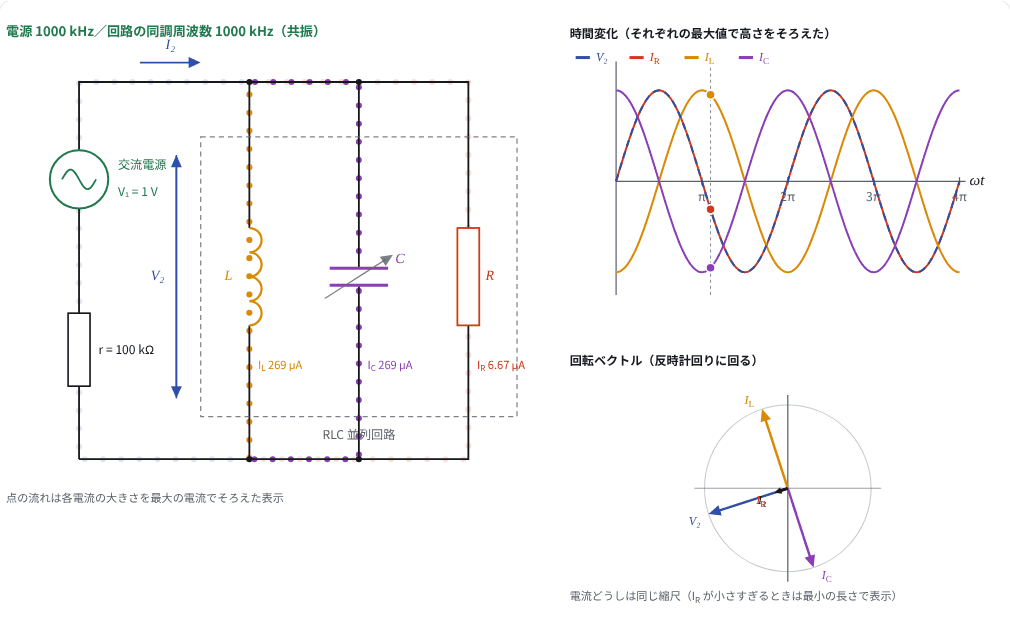 電源 1000 kHz／回路の同調周波数 1000 kHz（共振）
I2
交流電源
V1 = 1 V
V2
r = 100 kΩ
L
C
R
IL 269 µA
IC 269 µA
IR 6.67 µA
RLC 並列回路
点の流れは各電流の大きさを最大の電流でそろえた表示
時間変化（それぞれの最大値で高さをそろえた）
V2 IR IL IC
ωt
π 2π 3π 4π
回転ベクトル（反時計回りに回る）
IL
IR
V2
IC
電流どうしは同じ縮尺（IR が小さすぎるときは最小の長さで表示）